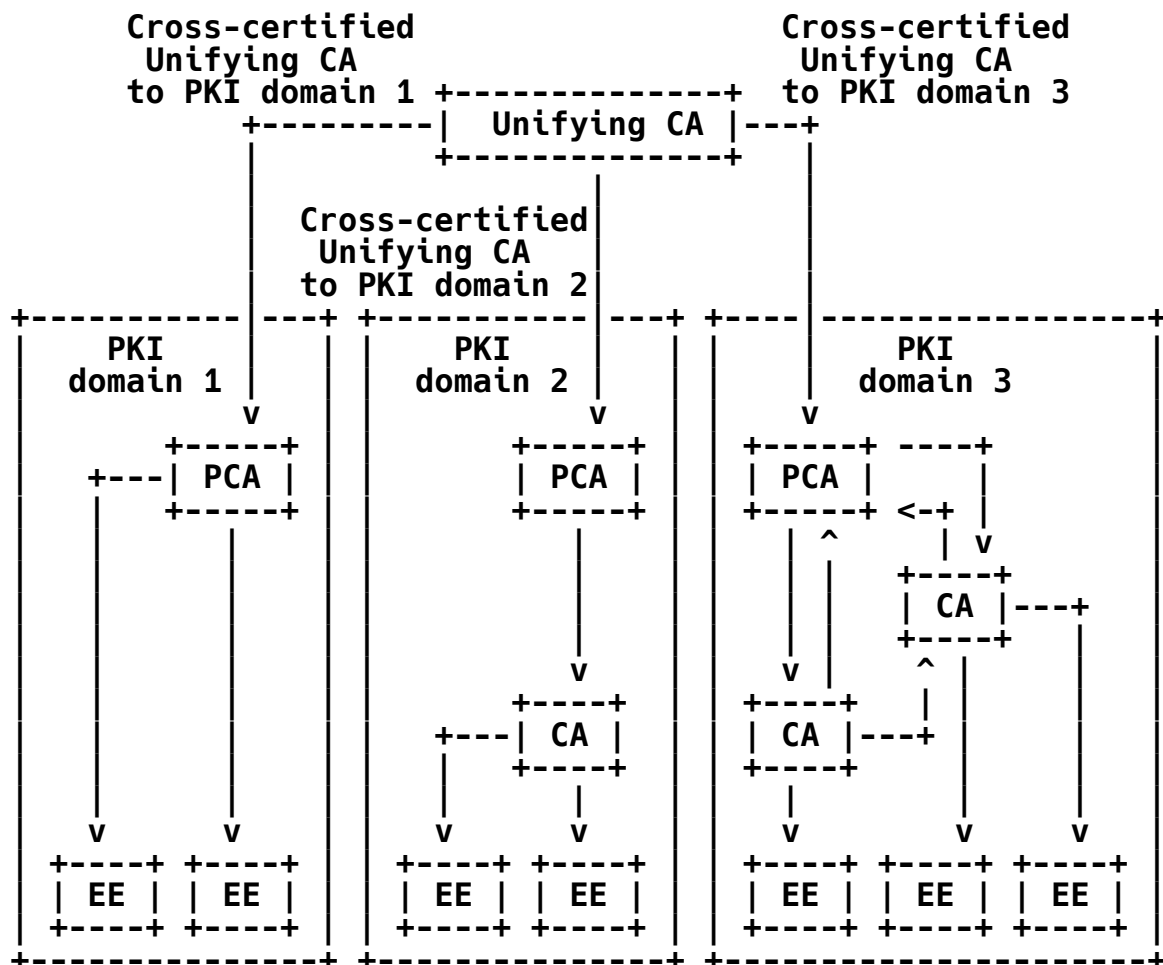 Cross-certified
Unifying CA
to PKI domain 1
Cross-certified
Unifying CA
to PKI domain 3
Unifying CA
Cross-certified
Unifying CA
to PKI domain 2
PKI
domain 1
PKI
domain 2
PKI
domain 3
PCA
PCA
PCA
CA
CA
CA
EE
EE
EE
EE
EE
EE
EE